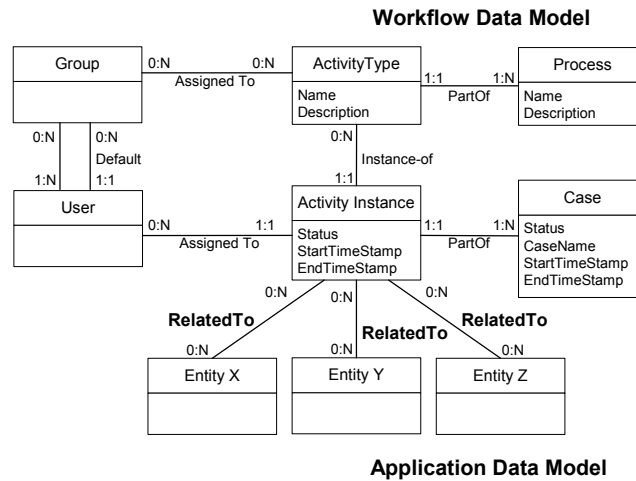 Workflow Data Model
Group
0:N
0:N
Assigned To
ActivityType
Name
Description
1:1
1:N
PartOf
Process
Name
Description
0:N
0:N
Default
1:N
1:1
0:N
Instance-of
1:1
User
0:N
1:1
Assigned To
Activity Instance
Status
StartTimeStamp
EndTimeStamp
1:1
1:N
PartOf
Case
Status
CaseName
StartTimeStamp
EndTimeStamp
0:N
0:N
0:N
RelatedTo
RelatedTo
RelatedTo
0:N
0:N
0:N
Entity X
Entity Y
Entity Z
Application Data Model